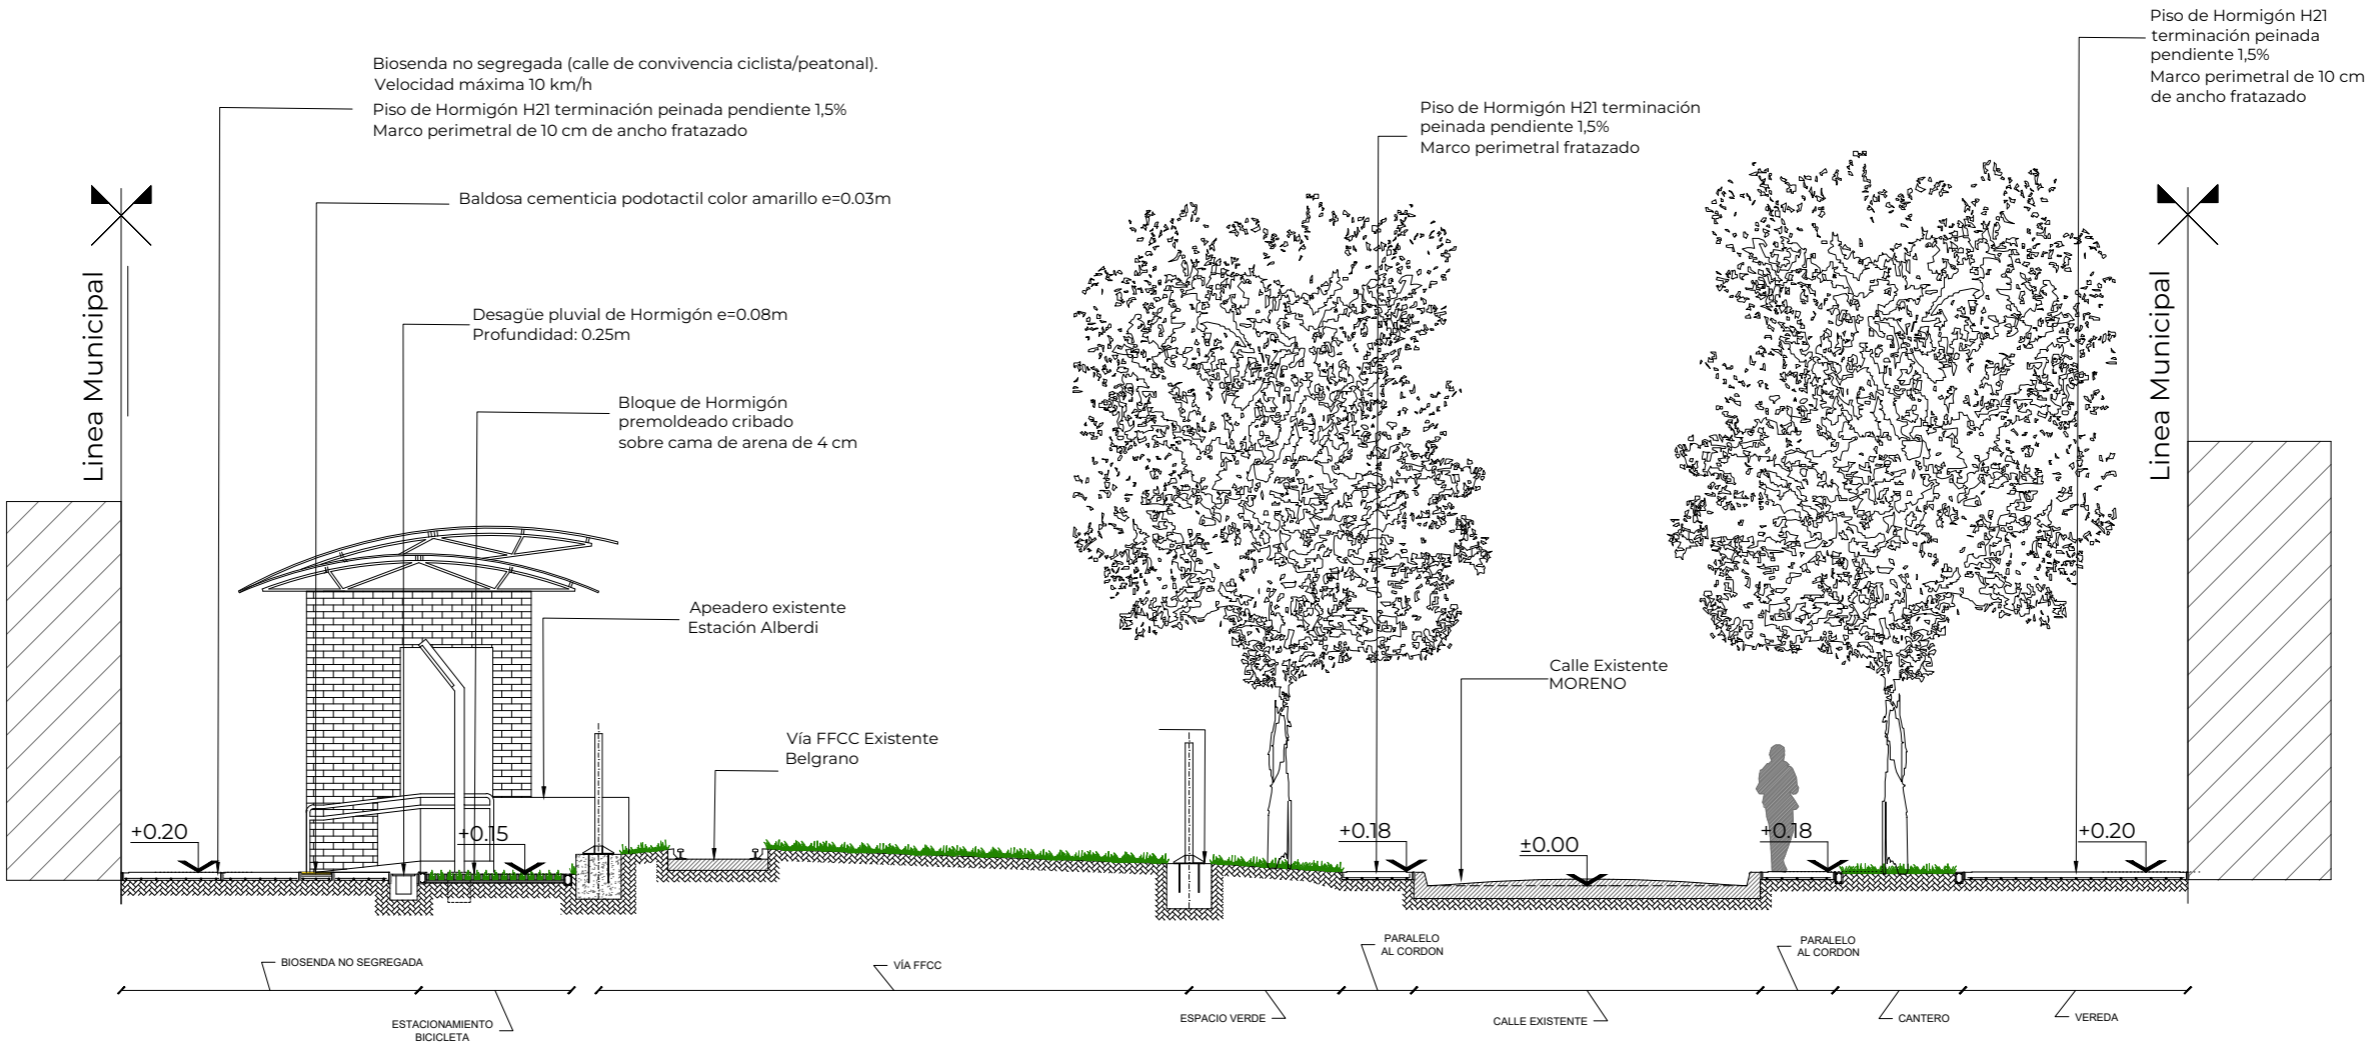 Piso de Hormigón H21
terminación peinada
pendiente 1,5%
Marco perimetral de 10 cm
de ancho fratazado
Biosenda no segregada (calle de convivencia ciclista/peatonal).
Velocidad máxima 10 km/h
Piso de Hormigón H21 terminación peinada pendiente 1,5%
Marco perimetral de 10 cm de ancho fratazado
Piso de Hormigón H21 terminación
peinada pendiente 1,5%
Marco perimetral fratazado
Baldosa cementicia podotactil color amarillo e=0.03m
Linea Municipal
Linea Municipal
Desagüe pluvial de Hormigón e=0.08m
Profundidad: 0.25m
Bloque de Hormigón
premoldeado cribado
sobre cama de arena de 4 cm
Apeadero existente
Estación Alberdi
Calle Existente
MORENO
Vía FFCC Existente
Belgrano
+0.20
+0.15
+0.18
±0.00
+0.18
+0.20
BIOSENDA NO SEGREGADA
ESTACIONAMIENTO
BICICLETA
VÍA FFCC
ESPACIO VERDE
PARALELO
AL CORDON
CALLE EXISTENTE
PARALELO
AL CORDON
CANTERO
VEREDA